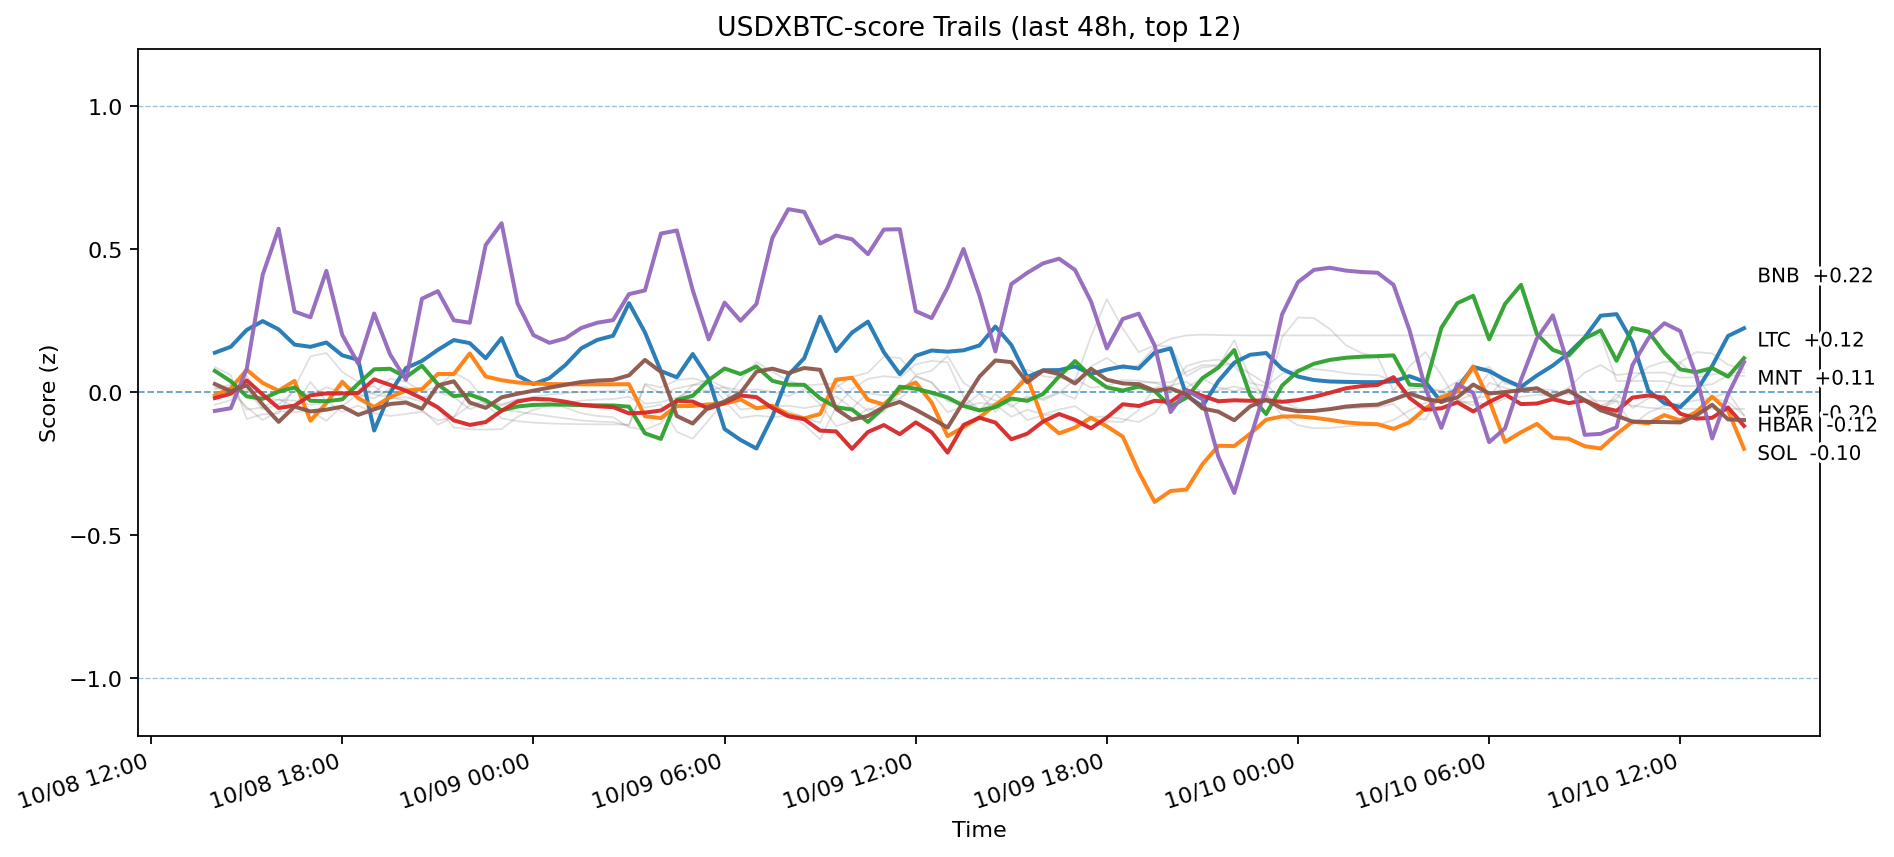 USDXBTC-score Trails (last 48h, top 12)
Score (z)
1.0
0.5
0.0
−0.5
−1.0
BNB +0.22
LTC +0.12
MNT +0.11
HYPE -0.20
HBAR -0.12
SOL -0.10
10/08 12:00
10/08 18:00
10/09 00:00
10/09 06:00
10/09 12:00
10/09 18:00
10/10 00:00
10/10 06:00
10/10 12:00
Time